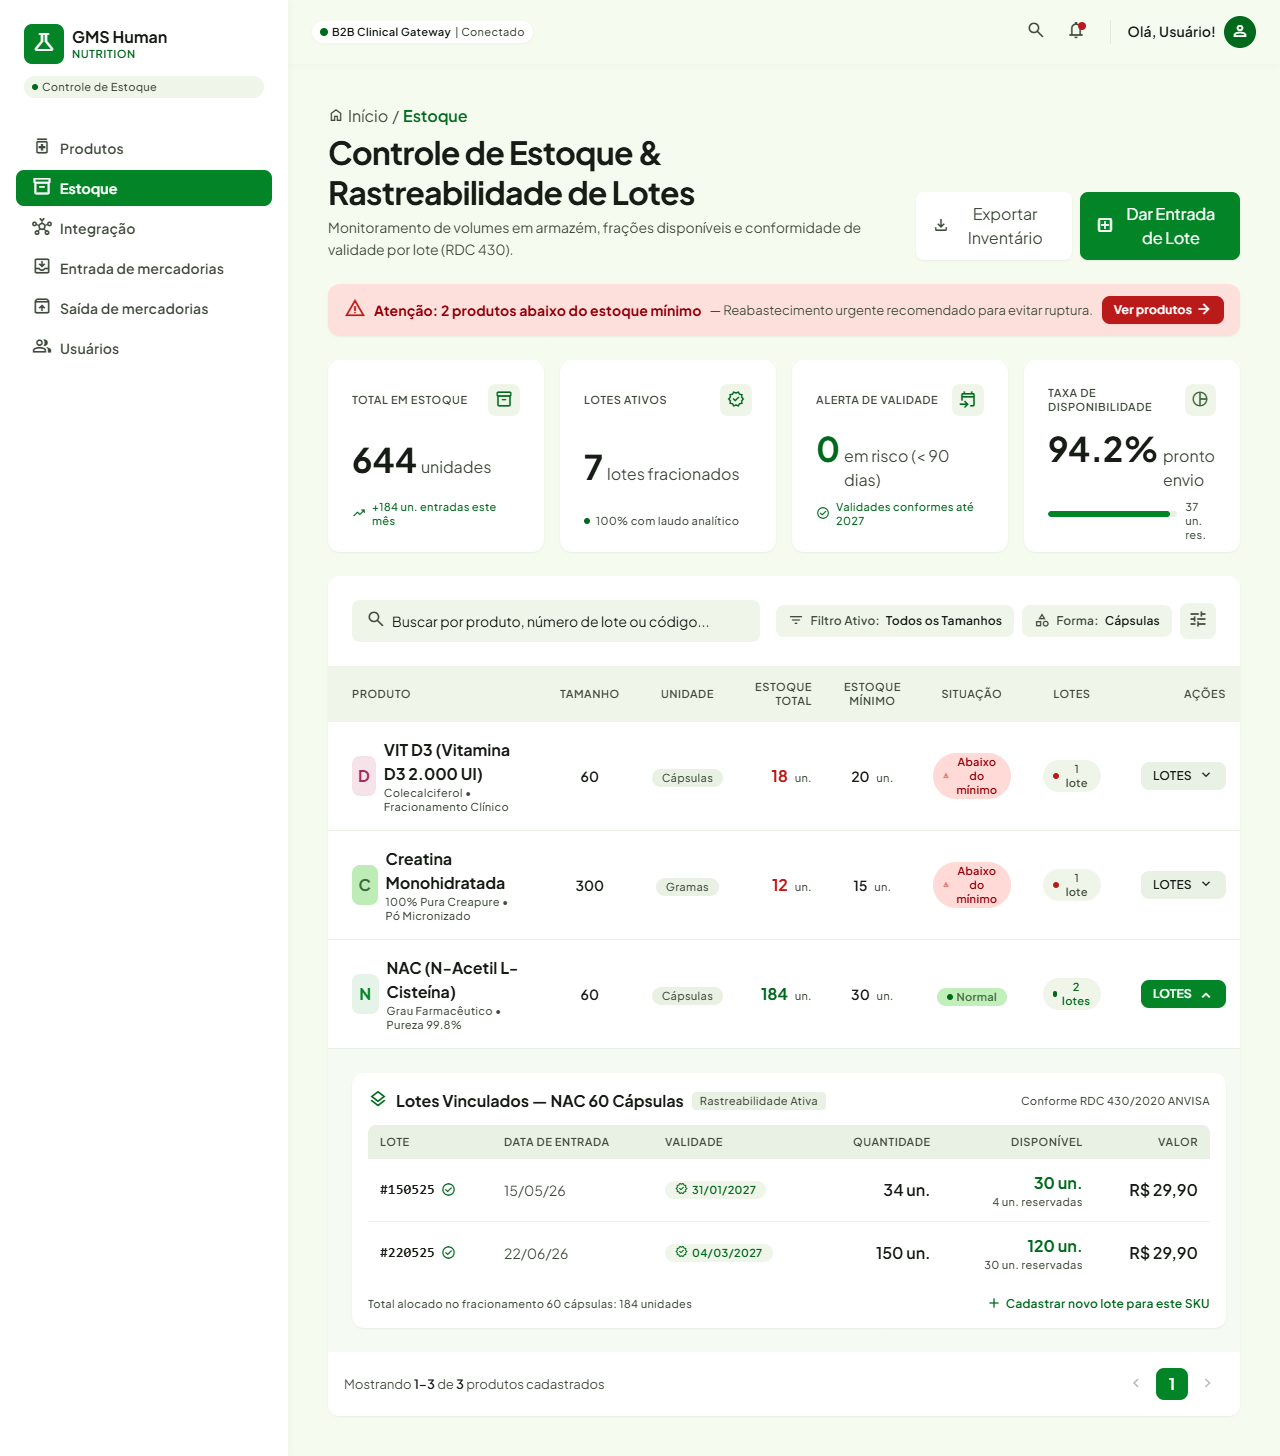 GMS Human
NUTRITION
Controle de Estoque
Produtos
Estoque
Integração
Entrada de mercadorias
Saída de mercadorias
Usuários
B2B Clinical Gateway | Conectado
Olá, Usuário!
Início / Estoque
Controle de Estoque &
Rastreabilidade de Lotes
Monitoramento de volumes em armazém, frações disponíveis e conformidade de
validade por lote (RDC 430).
Exportar
Inventário
Dar Entrada
de Lote
Atenção: 2 produtos abaixo do estoque mínimo — Reabastecimento urgente recomendado para evitar ruptura.
Ver produtos
TOTAL EM ESTOQUE
644 unidades
+184 un. entradas este
mês
LOTES ATIVOS
7 lotes fracionados
100% com laudo analítico
ALERTA DE VALIDADE
0 em risco (< 90
dias)
Validades conformes até
2027
TAXA DE
DISPONIBILIDADE
94.2% pronto
envio
37
un.
res.
Buscar por produto, número de lote ou código...
Filtro Ativo: Todos os Tamanhos
Forma: Cápsulas
PRODUTO TAMANHO UNIDADE ESTOQUE TOTAL ESTOQUE MÍNIMO SITUAÇÃO LOTES AÇÕES
D
VIT D3 (Vitamina
D3 2.000 UI)
Colecalciferol •
Fracionamento Clínico
60
Cápsulas
18 un.
20 un.
Abaixo
do
mínimo
1
lote
LOTES
C
Creatina
Monohidratada
100% Pura Creapure •
Pó Micronizado
300
Gramas
12 un.
15 un.
Abaixo
do
mínimo
1
lote
LOTES
N
NAC (N-Acetil L-
Cisteína)
Grau Farmacêutico •
Pureza 99.8%
60
Cápsulas
184 un.
30 un.
Normal
2
lotes
LOTES
Lotes Vinculados — NAC 60 Cápsulas
Rastreabilidade Ativa
Conforme RDC 430/2020 ANVISA
LOTE DATA DE ENTRADA VALIDADE QUANTIDADE DISPONÍVEL VALOR
#150525 15/05/26 31/01/2027 34 un. 30 un. R$ 29,90
4 un. reservadas
#220525 22/06/26 04/03/2027 150 un. 120 un. R$ 29,90
30 un. reservadas
Total alocado no fracionamento 60 cápsulas: 184 unidades
+ Cadastrar novo lote para este SKU
Mostrando 1-3 de 3 produtos cadastrados
1